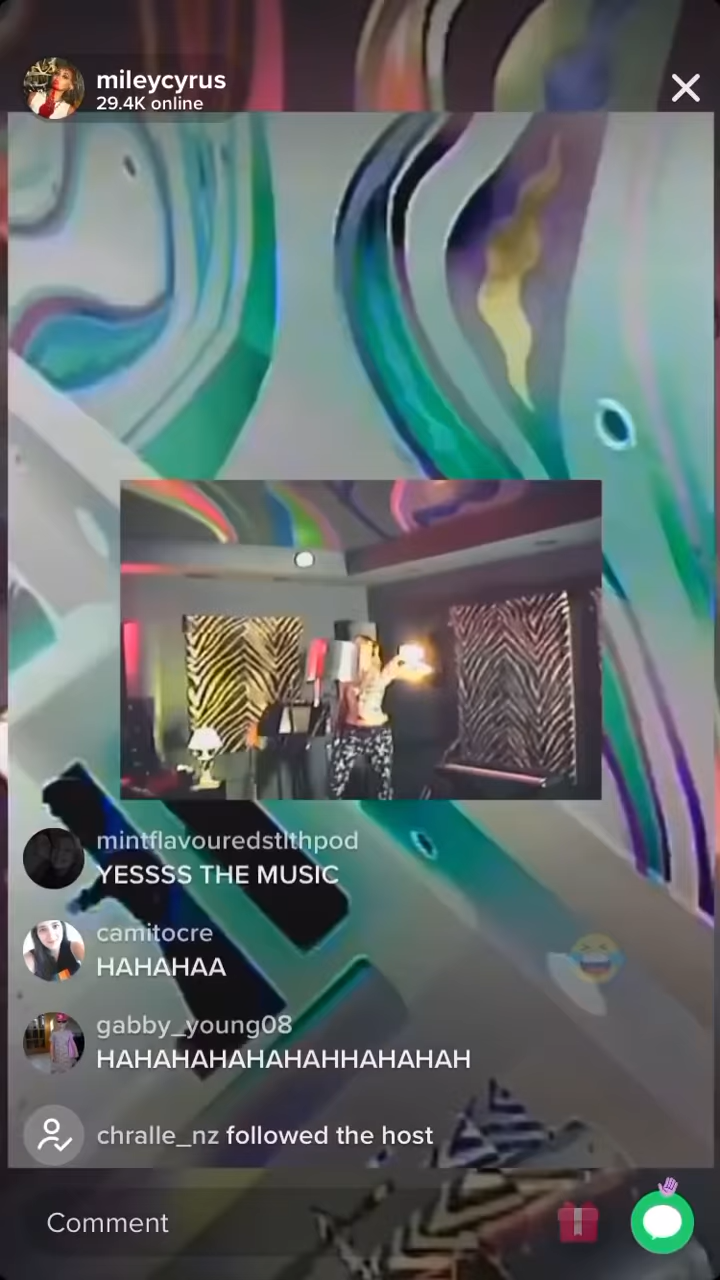 mileycyrus
29.4K online
mintflavouredstlthpod
YESSSS THE MUSIC
camitocre
HAHAHAA
gabby_young08
HAHAHAHAHAHAHHAHAHAH
chralle_nz followed the host
Comment